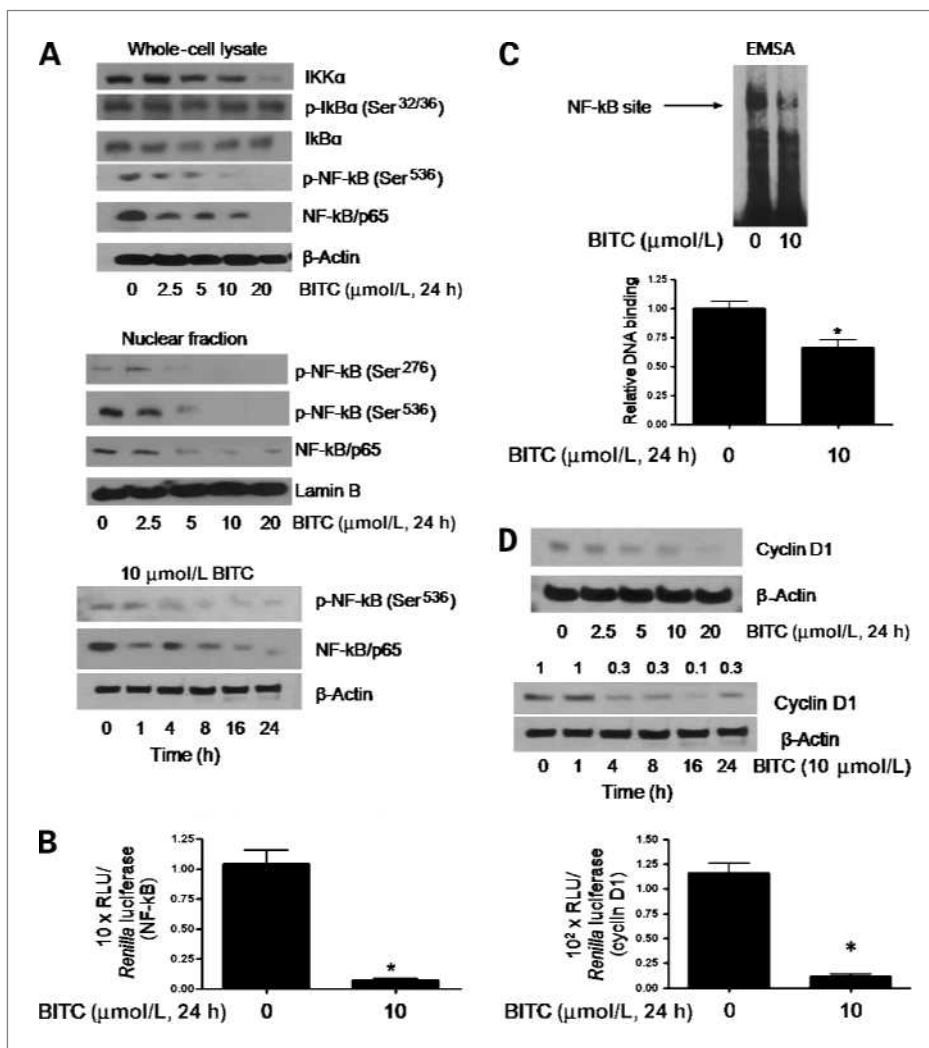 A
Whole-cell lysate
IKKα
p-IkBα (Ser32/36)
IkBα
p-NF-kB (Ser536)
NF-kB/p65
β-Actin
0 2.5 5 10 20 BITC (μmol/L, 24 h)
Nuclear fraction
p-NF-kB (Ser276)
p-NF-kB (Ser536)
NF-kB/p65
Lamin B
0 2.5 5 10 20 BITC (μmol/L, 24 h)
10 μmol/L BITC
p-NF-kB (Ser536)
NF-kB/p65
β-Actin
0 1 4 8 16 24
Time (h)
B
10 x RLU/
Renilla luciferase
(NF-kB)
1.25
1.00
0.75
0.50
0.25
0.00
*
BITC (μmol/L, 24 h) 0 10
C
EMSA
NF-kB site
BITC (μmol/L) 0 10
Relative DNA binding
1.25
1.00
0.75
0.50
0.25
0.00
*
BITC (μmol/L, 24 h) 0 10
D
Cyclin D1
β-Actin
0 2.5 5 10 20
BITC (μmol/L, 24 h)
1 1 0.3 0.3 0.1 0.3
Cyclin D1
β-Actin
0 1 4 8 16 24 BITC (10 μmol/L)
Time (h)
10² x RLU/
Renilla luciferase
(cyclin D1)
1.50
1.25
1.00
0.75
0.50
0.25
0.00
*
BITC (μmol/L, 24 h) 0 10